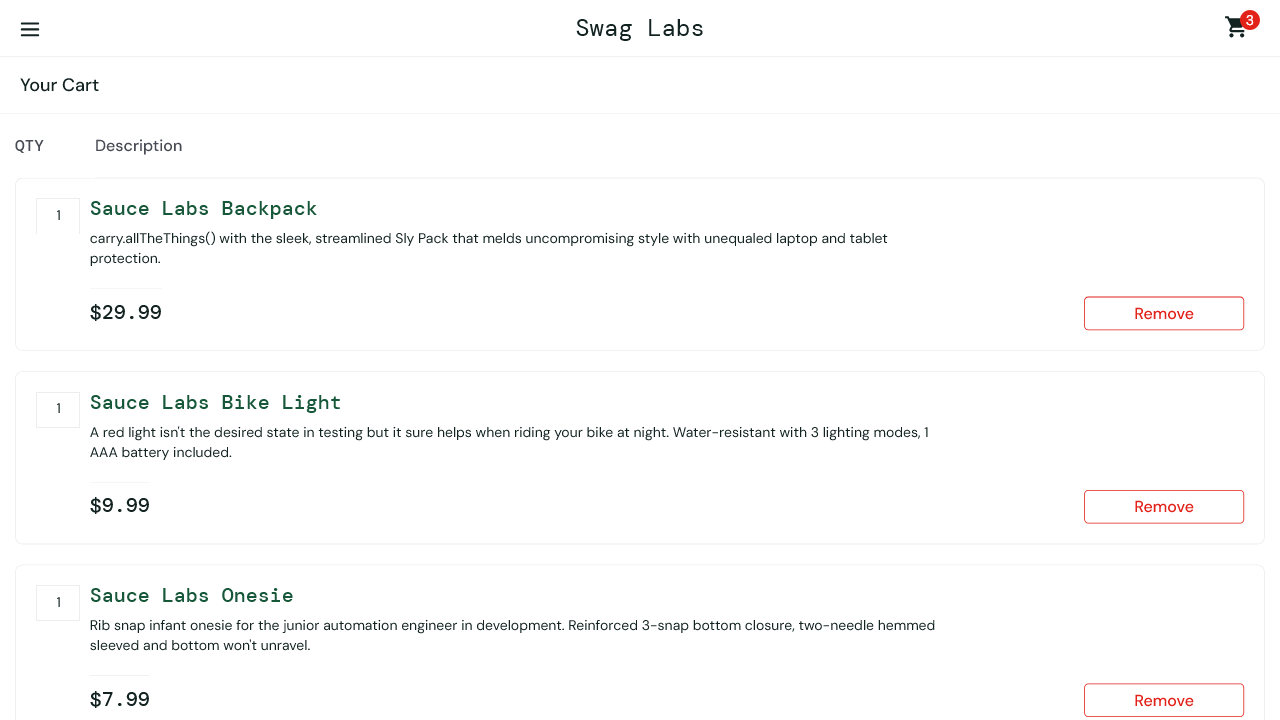 Swag Labs
3
Your Cart
QTY Description
1
Sauce Labs Backpack
carry.allTheThings() with the sleek, streamlined Sly Pack that melds uncompromising style with unequaled laptop and tablet
protection.
$29.99
Remove
1
Sauce Labs Bike Light
A red light isn't the desired state in testing but it sure helps when riding your bike at night. Water-resistant with 3 lighting modes, 1
AAA battery included.
$9.99
Remove
1
Sauce Labs Onesie
Rib snap infant onesie for the junior automation engineer in development. Reinforced 3-snap bottom closure, two-needle hemmed
sleeved and bottom won't unravel.
$7.99
Remove